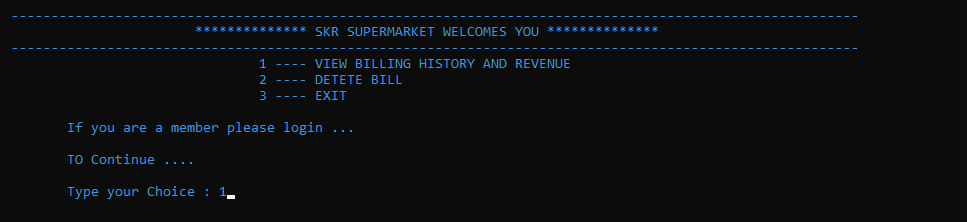 ----------------------------------------------------------------------------------------------------------
************** SKR SUPERMARKET WELCOMES YOU **************
----------------------------------------------------------------------------------------------------------
1 ---- VIEW BILLING HISTORY AND REVENUE
2 ---- DETETE BILL
3 ---- EXIT
If you are a member please login ...
TO Continue ....
Type your Choice : 1